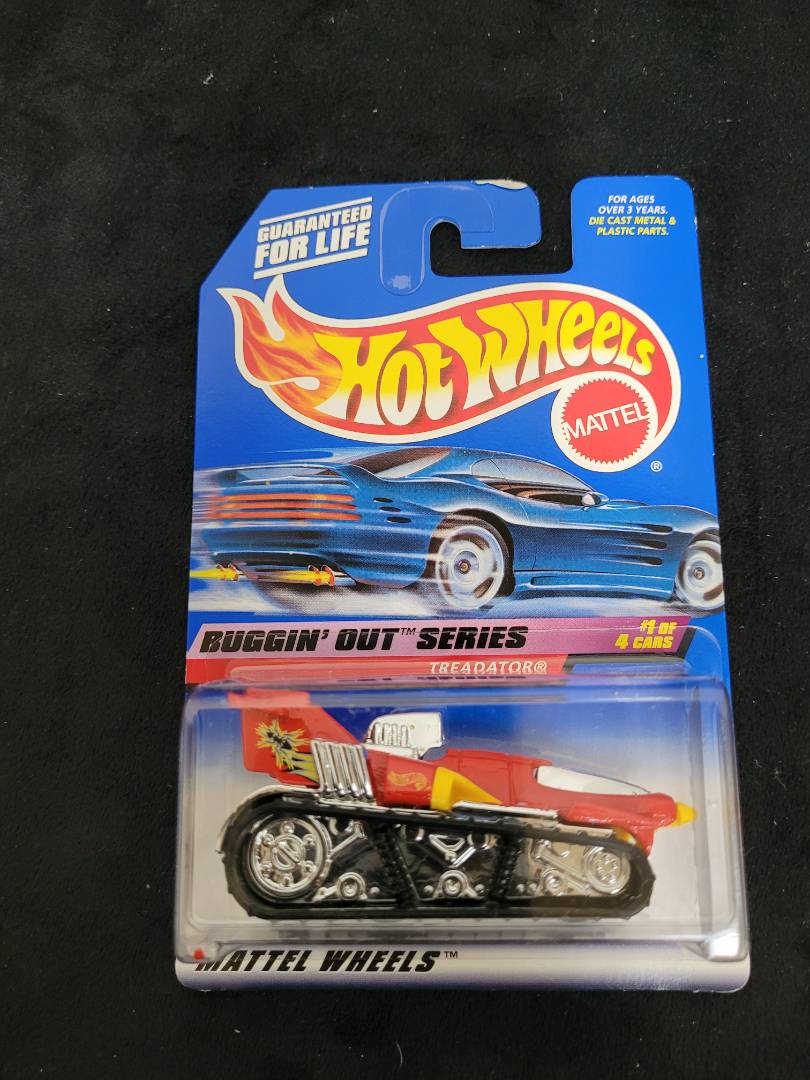 GUARANTEED
FOR LIFE
FOR AGES
OVER 3 YEARS.
DIE CAST METAL &
PLASTIC PARTS.
HOT WHEELS
MATTEL
®
BUGGIN' OUT™ SERIES
#1 OF
4 CARS
TREADATOR®
MATTEL WHEELS™